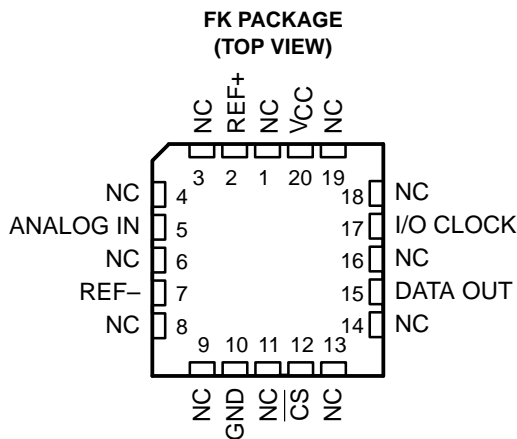 FK PACKAGE
(TOP VIEW)
NC
REF+
NC
VCC
NC
3
2
1
20
19
NC
4
ANALOG IN
5
NC
6
REF–
7
NC
8
18
NC
17
I/O CLOCK
16
NC
15
DATA OUT
14
NC
9
10
11
12
13
NC
GND
NC
CS
NC